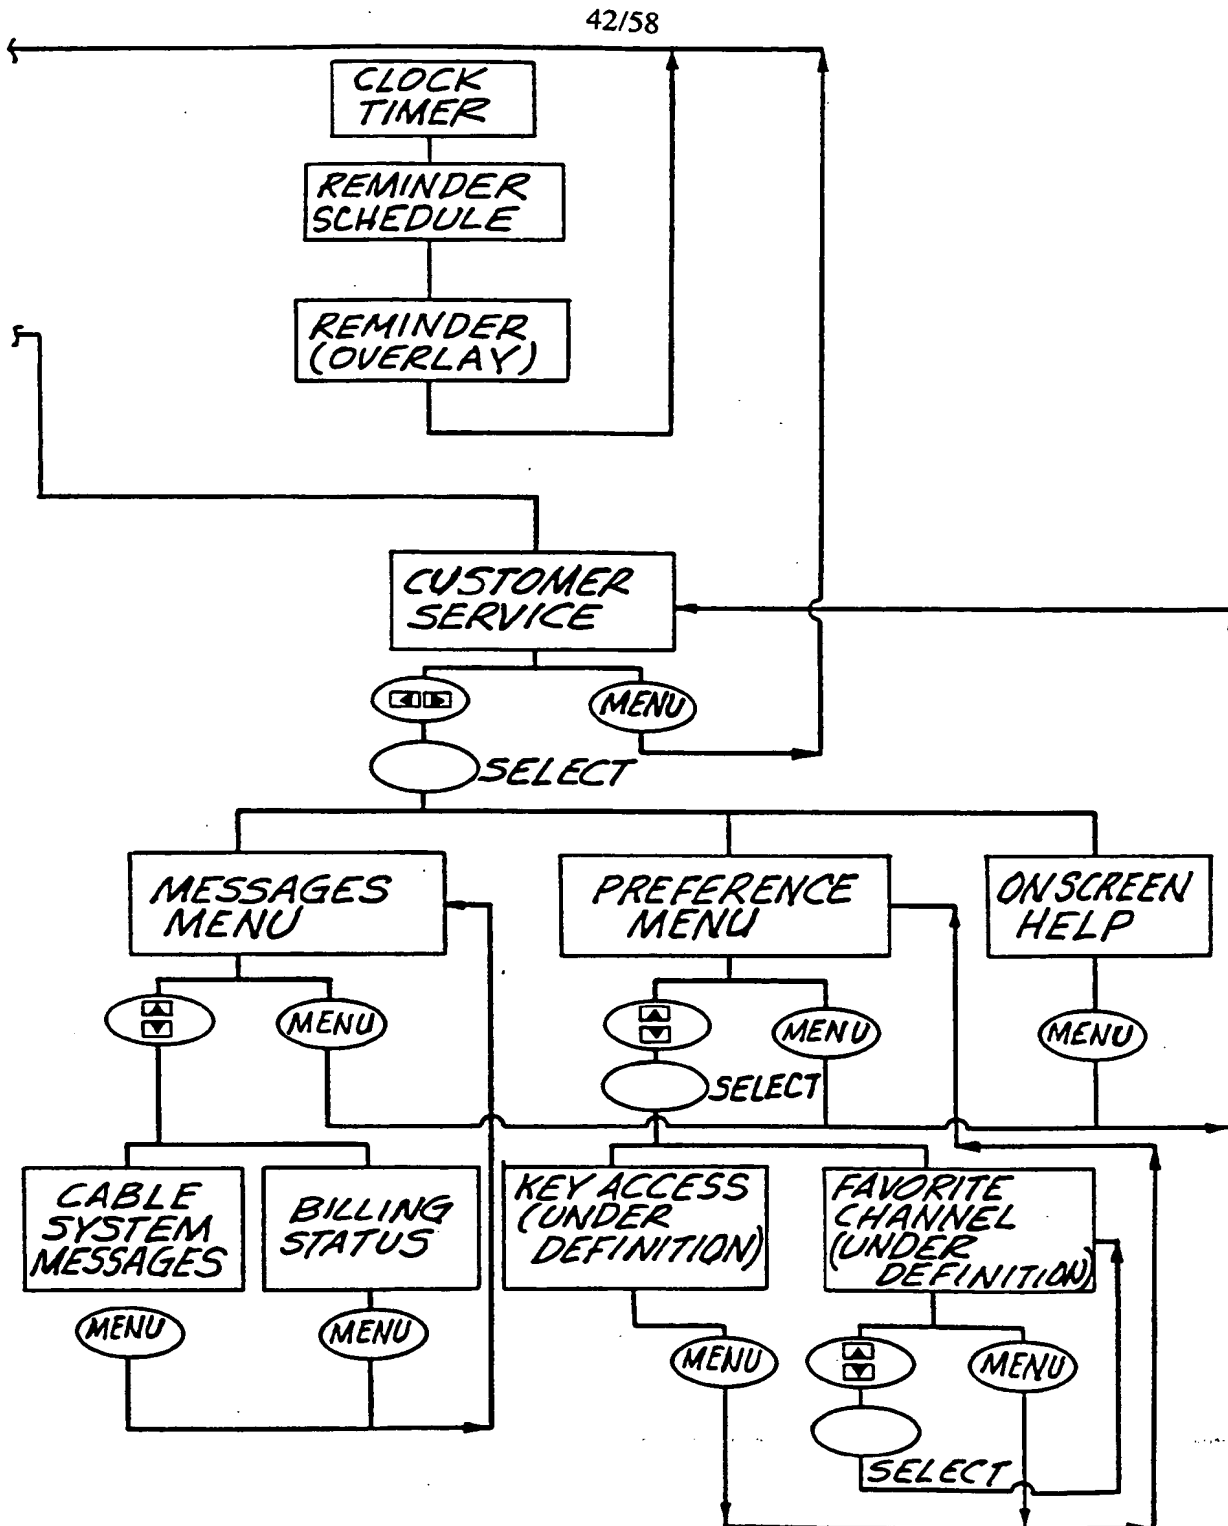 42/58
CLOCK
TIMER
REMINDER
SCHEDULE
REMINDER
(OVERLAY)
CUSTOMER
SERVICE
MENU
SELECT
MESSAGES
MENU
PREFERENCE
MENU
ON SCREEN
HELP
MENU
MENU
MENU
SELECT
CABLE
SYSTEM
MESSAGES
BILLING
STATUS
KEY ACCESS
(UNDER
DEFINITION)
FAVORITE
CHANNEL
(UNDER
DEFINITION)
MENU
MENU
MENU
MENU
SELECT